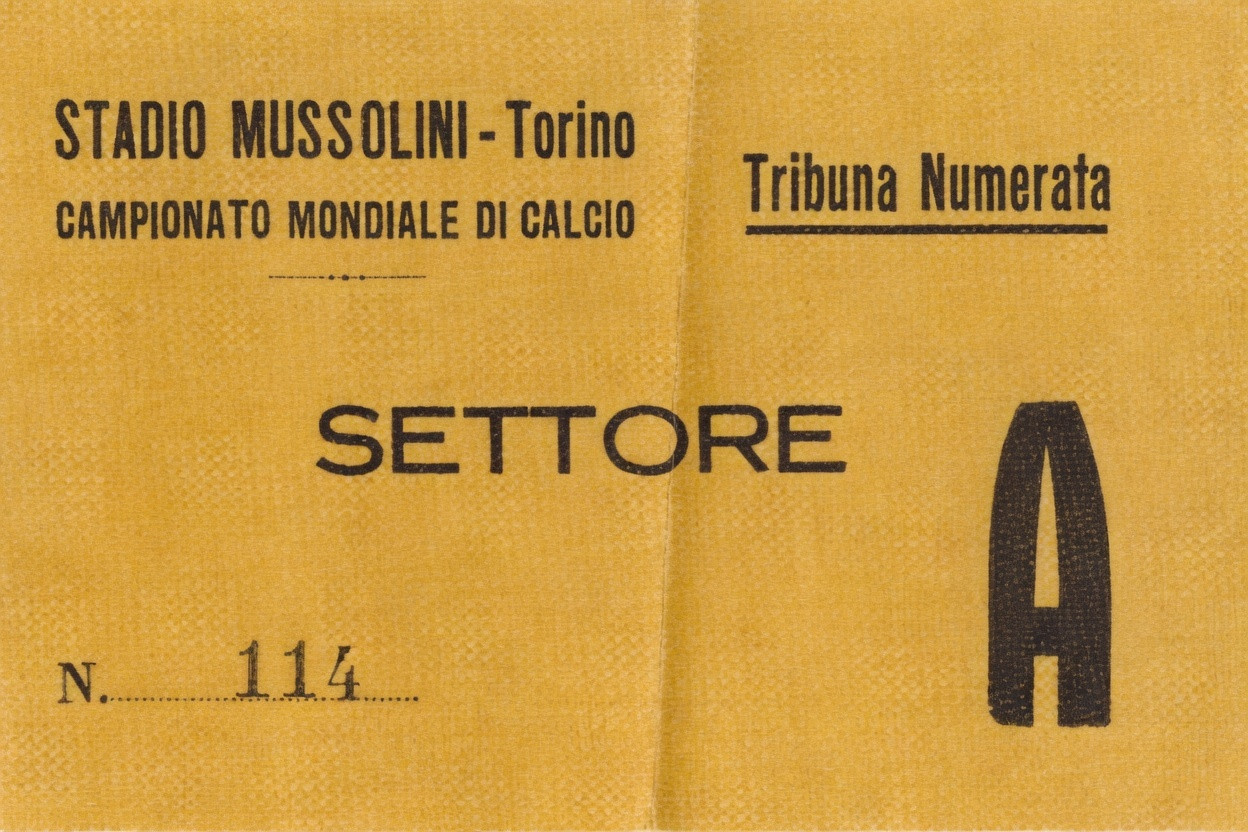 STADIO MUSSOLINI - Torino
CAMPIONATO MONDIALE DI CALCIO
Tribuna Numerata
SETTORE
A
N. 114